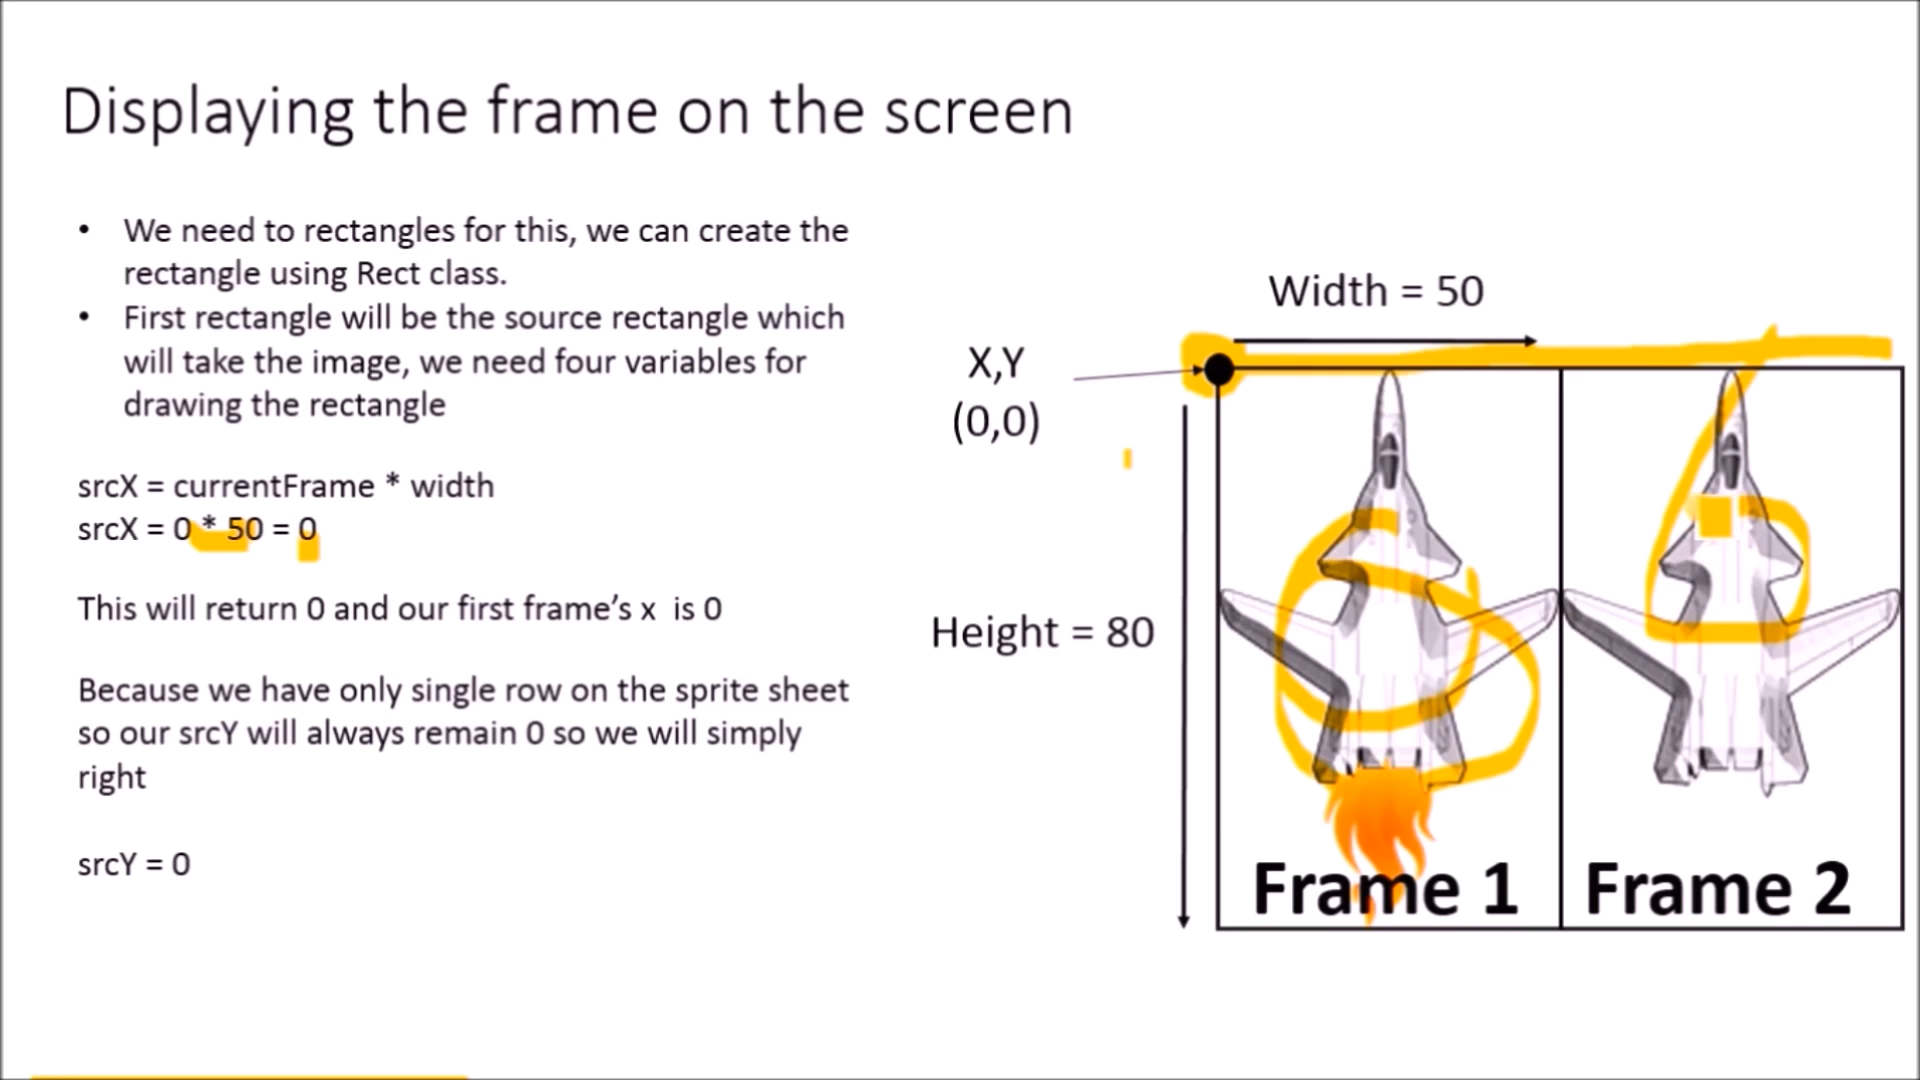 Displaying the frame on the screen
• We need to rectangles for this, we can create the
rectangle using Rect class.
• First rectangle will be the source rectangle which
will take the image, we need four variables for
drawing the rectangle
srcX = currentFrame * width
srcX = 0 * 50 = 0
This will return 0 and our first frame’s x  is 0
Because we have only single row on the sprite sheet
so our srcY will always remain 0 so we will simply
right
srcY = 0
Width = 50
X,Y
(0,0)
Height = 80
Frame 1
Frame 2